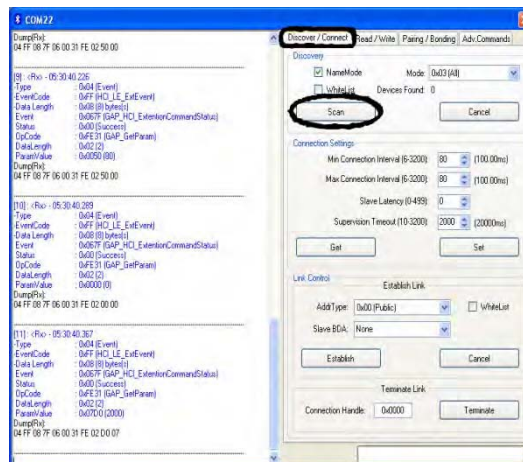 COM22
Dump(Rx):
04 FF 08 7F 06 00 31 FE 02 50 00
[9] : <Rx> - 05:30:40.226
-Type : 0x04 (Event)
-EventCode : 0xFF (HCI_LE_ExtEvent)
-Data Length : 0x08 (8) bytes(s)
Event : 0x067F (GAP_HCI_ExtentionCommandStatus)
Status : 0x00 (Success)
OpCode : 0xFE31 (GAP_GetParam)
DataLength : 0x02 (2)
ParamValue : 0x0050 (80)
Dump(Rx):
04 FF 08 7F 06 00 31 FE 02 50 00
[10] : <Rx> - 05:30:40.289
-Type : 0x04 (Event)
-EventCode : 0xFF (HCI_LE_ExtEvent)
-Data Length : 0x08 (8) bytes(s)
Event : 0x067F (GAP_HCI_ExtentionCommandStatus)
Status : 0x00 (Success)
OpCode : 0xFE31 (GAP_GetParam)
DataLength : 0x02 (2)
ParamValue : 0x0000 (0)
Dump(Rx):
04 FF 08 7F 06 00 31 FE 02 00 00
[11] : <Rx> - 05:30:40.367
-Type : 0x04 (Event)
-EventCode : 0xFF (HCI_LE_ExtEvent)
-Data Length : 0x08 (8) bytes(s)
Event : 0x067F (GAP_HCI_ExtentionCommandStatus)
Status : 0x00 (Success)
OpCode : 0xFE31 (GAP_GetParam)
DataLength : 0x02 (2)
ParamValue : 0x07D0 (2000)
Dump(Rx):
04 FF 08 7F 06 00 31 FE 02 D0 07
Discover / Connect Read / Write Pairing / Bonding Adv.Commands
Discovery
NameMode Mode: 0x03 (All)
WhiteList Devices Found: 0
Scan Cancel
Connection Settings
Min Connection Interval (6-3200): 80 (100.00ms)
Max Connection Interval (6-3200): 80 (100.00ms)
Slave Latency (0-499): 0
Supervision Timeout (10-3200): 2000 (20000ms)
Get Set
Link Control
Establish Link
AddrType: 0x00 (Public) WhiteList
Slave BDA: None
Establish Cancel
Terminate Link
Connection Handle: 0x0000 Terminate